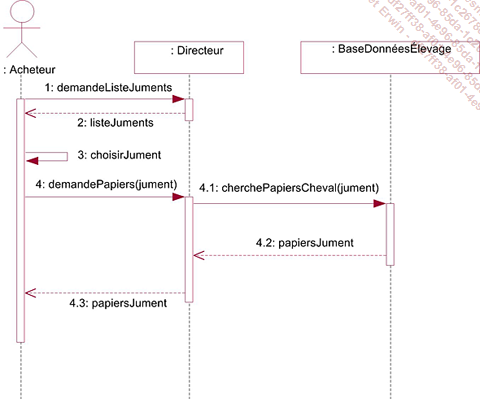 : Acheteur
: Directeur
: BaseDonnéesElevage
1: demandeListeJuments
2: listeJuments
3: choisirJument
4: demandePapiers(jument)
4.1: cherchePapiersCheval(jument)
4.2: papiersJument
4.3: papiersJument